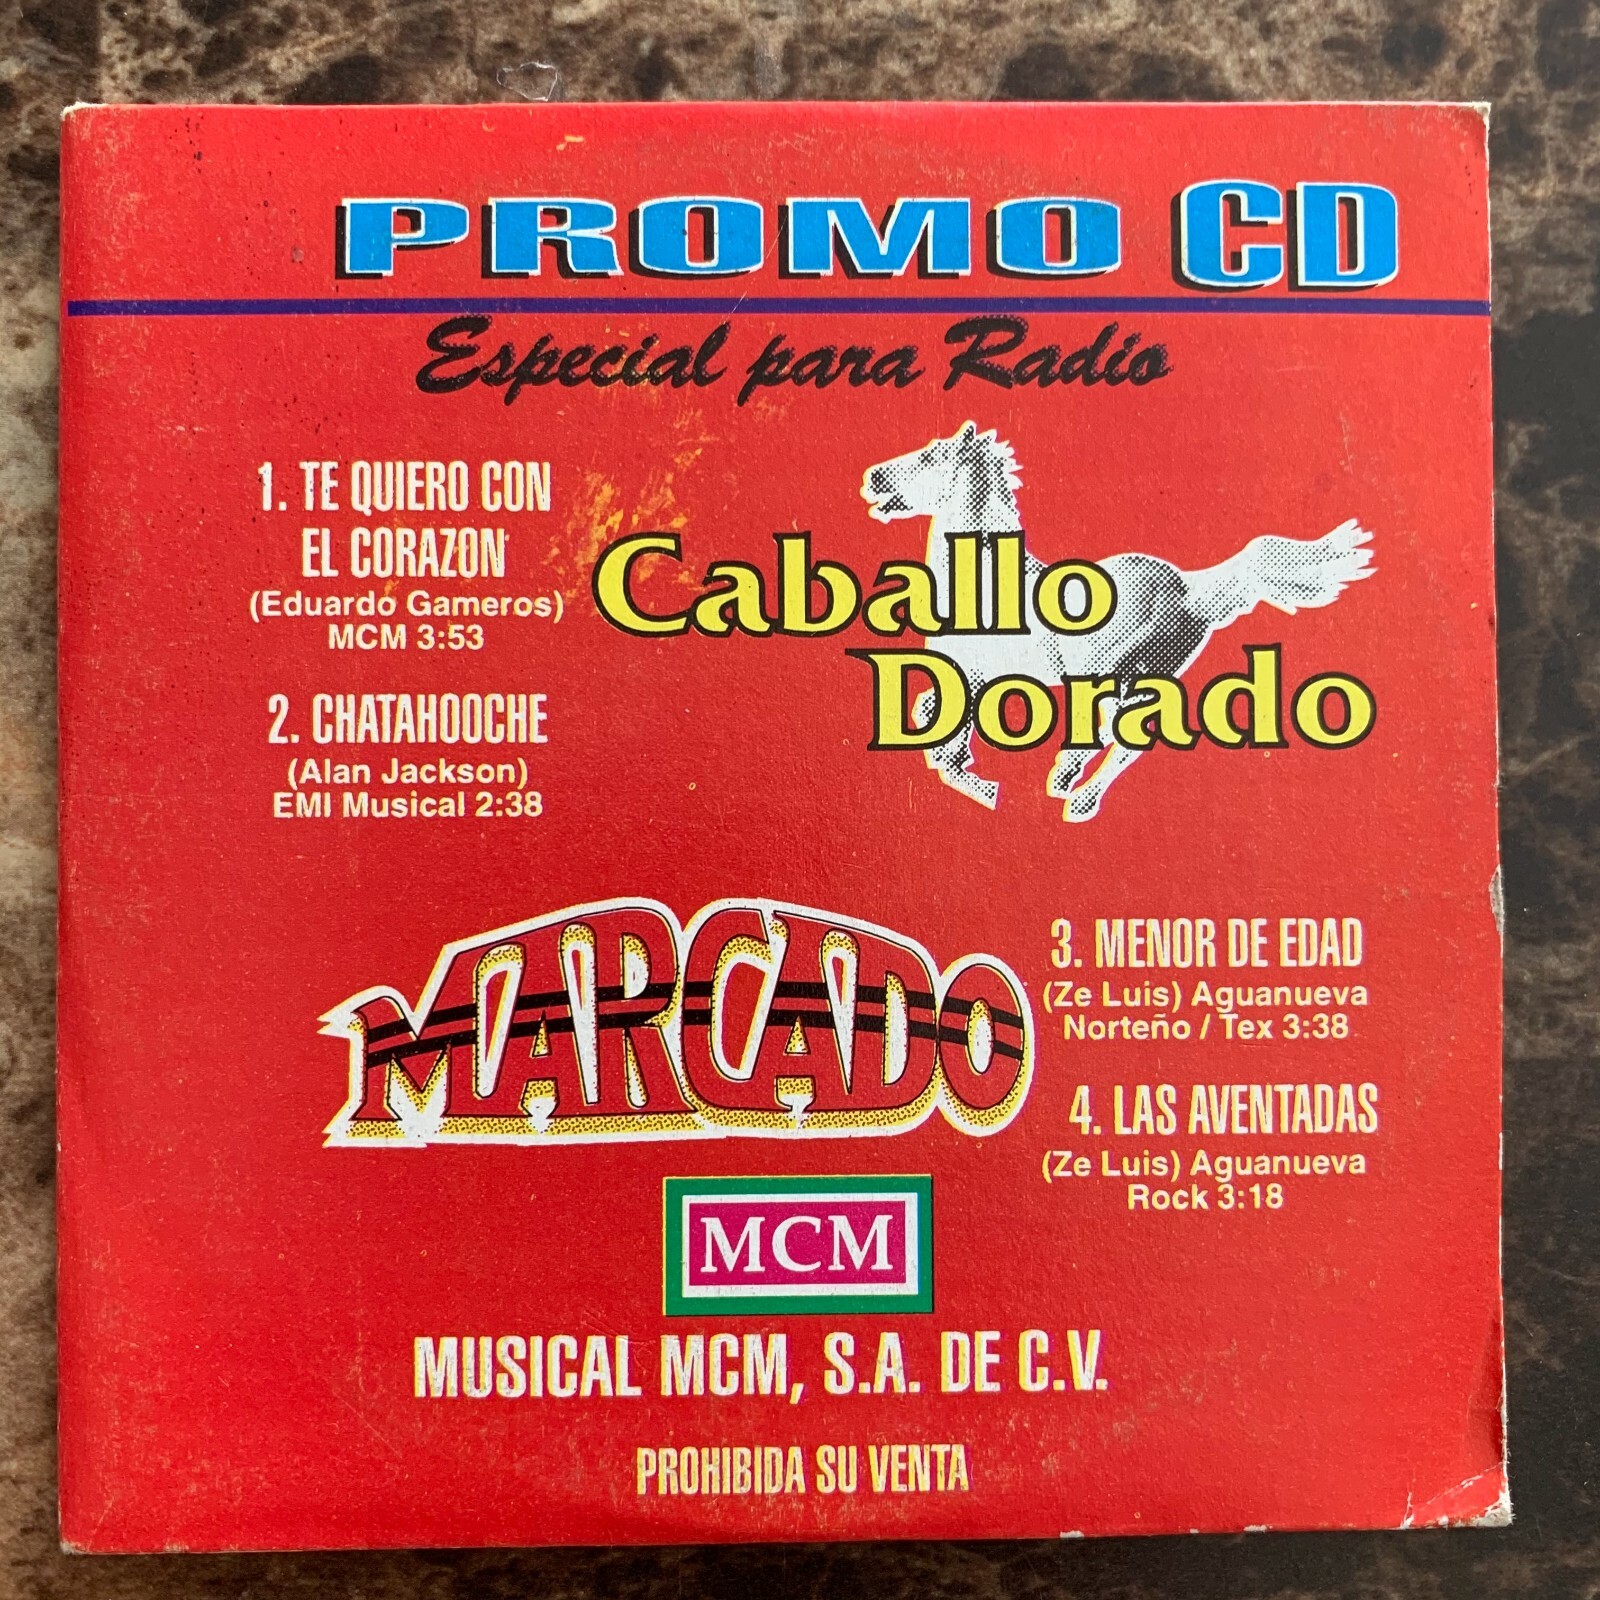 PROMO CD
Especial para Radio
1. TE QUIERO CON
EL CORAZON
(Eduardo Gameros)
MCM 3:53
2. CHATAHOOCHE
(Alan Jackson)
EMI Musical 2:38
Caballo
Dorado
MARCADO
3. MENOR DE EDAD
(Ze Luis) Aguanueva
Norteño / Tex 3:38
4. LAS AVENTADAS
(Ze Luis) Aguanueva
Rock 3:18
MCM
MUSICAL MCM, S.A. DE C.V.
PROHIBIDA SU VENTA